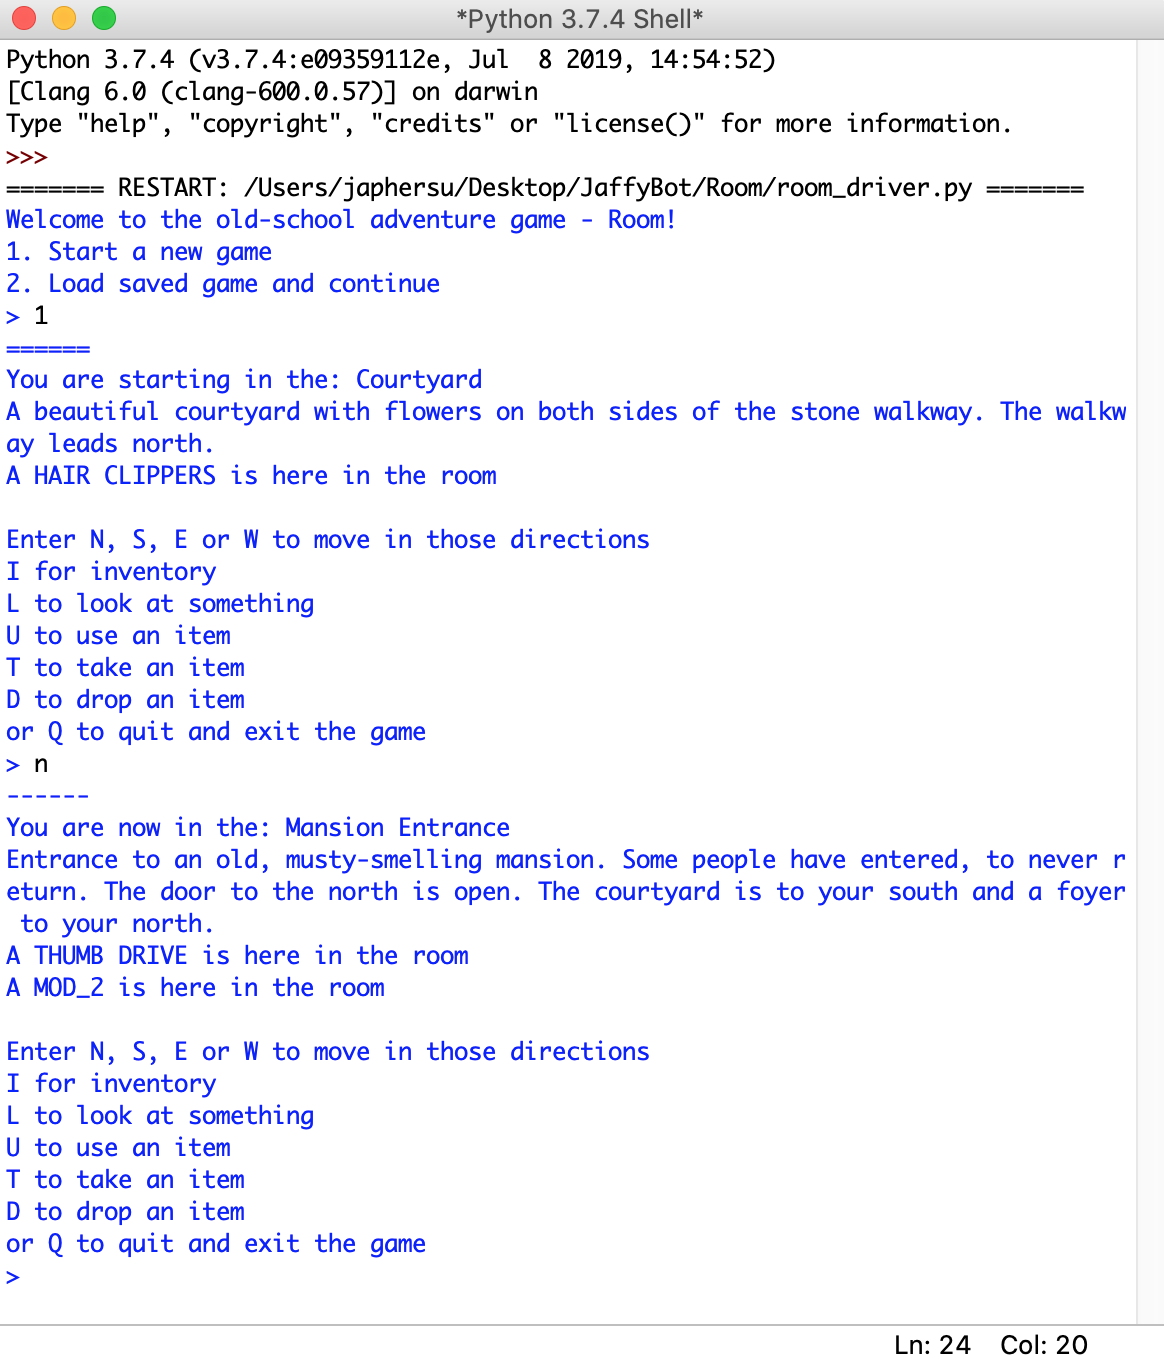 *Python 3.7.4 Shell*
Python 3.7.4 (v3.7.4:e09359112e, Jul  8 2019, 14:54:52)
[Clang 6.0 (clang-600.0.57)] on darwin
Type "help", "copyright", "credits" or "license()" for more information.
>>>
======= RESTART: /Users/japhersu/Desktop/JaffyBot/Room/room_driver.py =======
Welcome to the old-school adventure game - Room!
1. Start a new game
2. Load saved game and continue
> 1
======
You are starting in the: Courtyard
A beautiful courtyard with flowers on both sides of the stone walkway. The walkw
ay leads north.
A HAIR CLIPPERS is here in the room

Enter N, S, E or W to move in those directions
I for inventory
L to look at something
U to use an item
T to take an item
D to drop an item
or Q to quit and exit the game
> n
------
You are now in the: Mansion Entrance
Entrance to an old, musty-smelling mansion. Some people have entered, to never r
eturn. The door to the north is open. The courtyard is to your south and a foyer
 to your north.
A THUMB DRIVE is here in the room
A MOD_2 is here in the room

Enter N, S, E or W to move in those directions
I for inventory
L to look at something
U to use an item
T to take an item
D to drop an item
or Q to quit and exit the game
>
Ln: 24 Col: 20